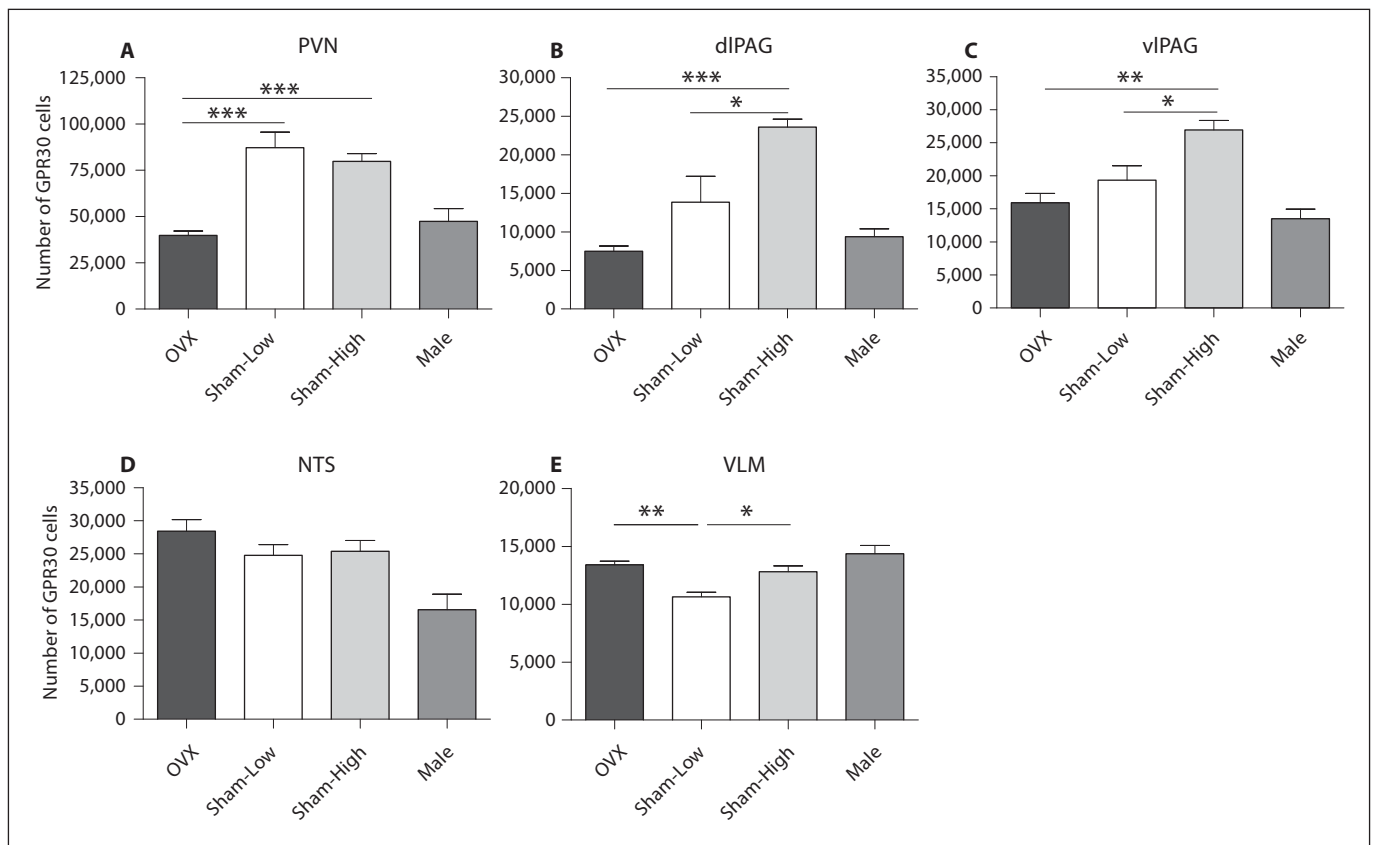 A PVN
Number of GPR30 cells
125,000
100,000
75,000
50,000
25,000
0
***
***
OVX
Sham-Low
Sham-High
Male
B dlPAG
30,000
25,000
20,000
15,000
10,000
5,000
0
***
*
OVX
Sham-Low
Sham-High
Male
C vlPAG
35,000
30,000
25,000
20,000
15,000
10,000
5,000
0
**
*
OVX
Sham-Low
Sham-High
Male
D NTS
Number of GPR30 cells
35,000
30,000
25,000
20,000
15,000
10,000
5,000
0
OVX
Sham-Low
Sham-High
Male
E VLM
20,000
15,000
10,000
5,000
0
** *
OVX
Sham-Low
Sham-High
Male